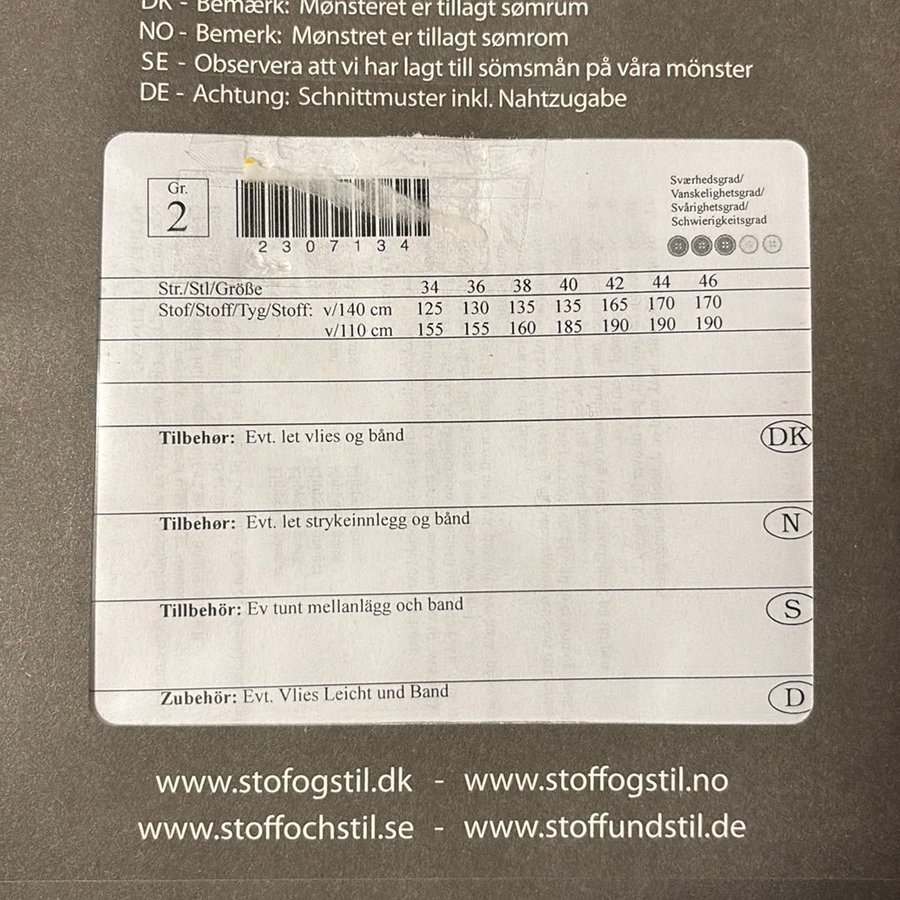 DK - Bemærk: Mønsteret er tillagt sømrum
NO - Bemerk: Mønstret er tillagt sømrom
SE - Observera att vi har lagt till sömsmån på våra mönster
DE - Achtung: Schnittmuster inkl. Nahtzugabe
Gr.
2
2307134
Sværhedsgrad/
Vanskelighetsgrad/
Svårighetsgrad/
Schwierigkeitsgrad
Str./Stl/Größe 34 36 38 40 42 44 46
Stof/Stoff/Tyg/Stoff: v/140 cm 125 130 135 135 165 170 170
v/110 cm 155 155 160 185 190 190 190
Tilbehør: Evt. let vlies og bånd DK
Tilbehør: Evt. let strykeinnlegg og bånd N
Tillbehör: Ev tunt mellanlägg och band S
Zubehör: Evt. Vlies Leicht und Band D
www.stofogstil.dk - www.stoffogstil.no
www.stoffochstil.se - www.stoffundstil.de